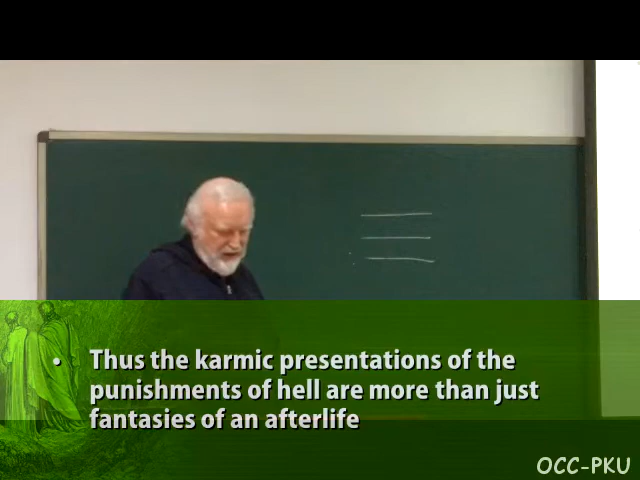 • Thus the karmic presentations of the
punishments of hell are more than just
fantasies of an afterlife
OCC-PKU